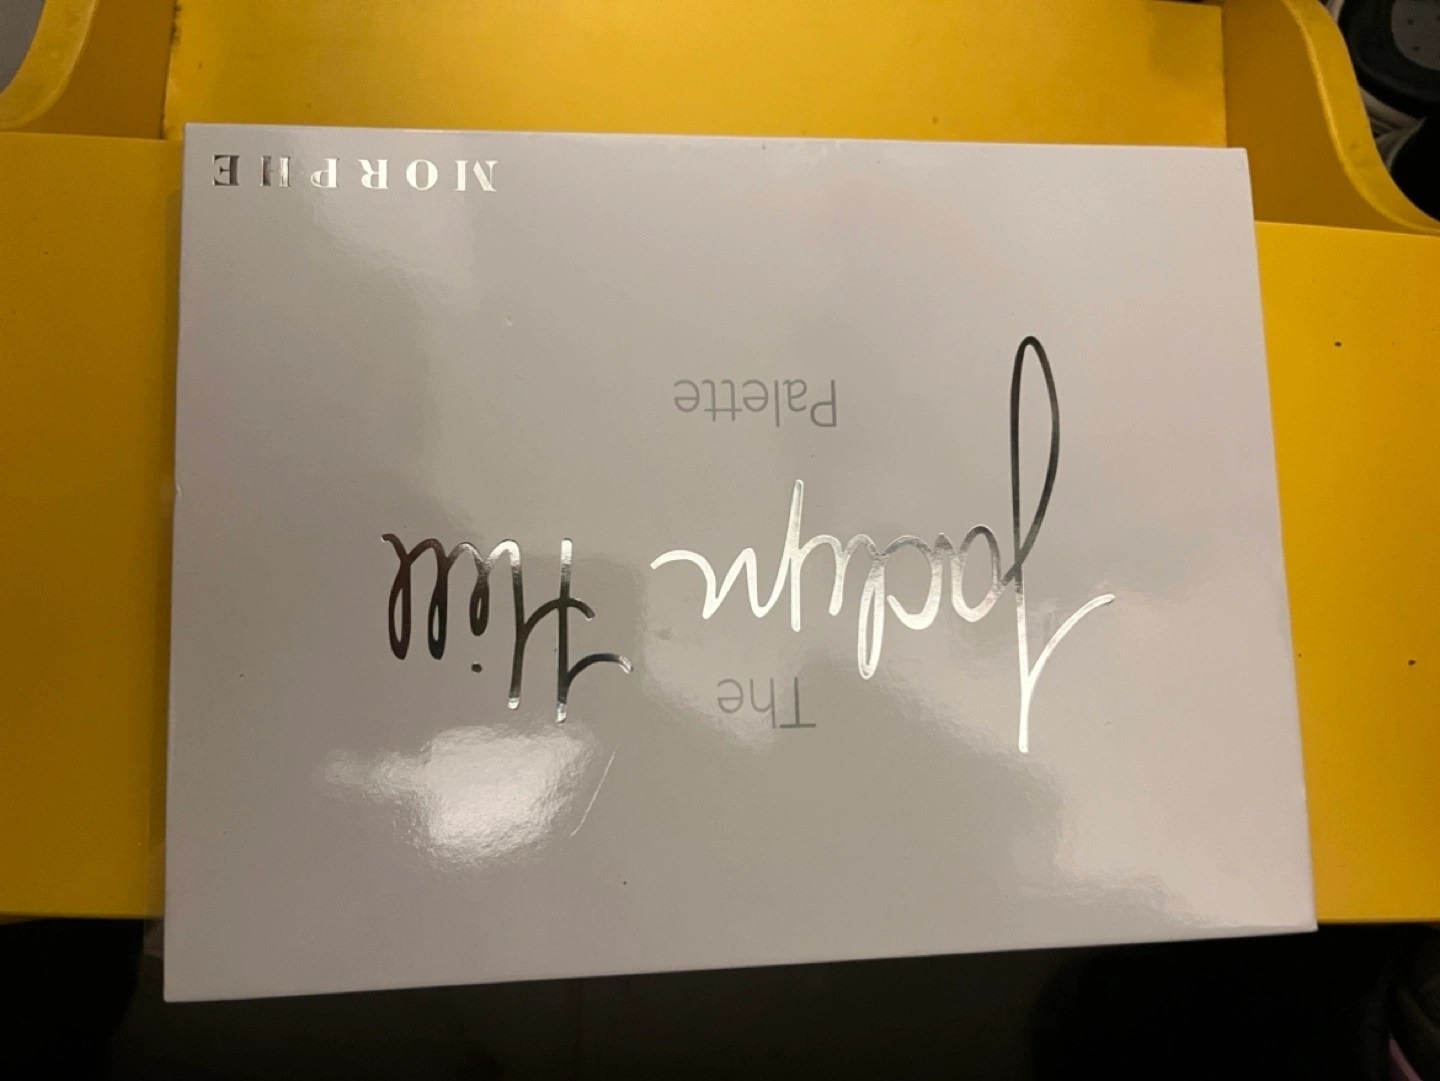 The
Jaclyn Hill
Palette
MORPHE